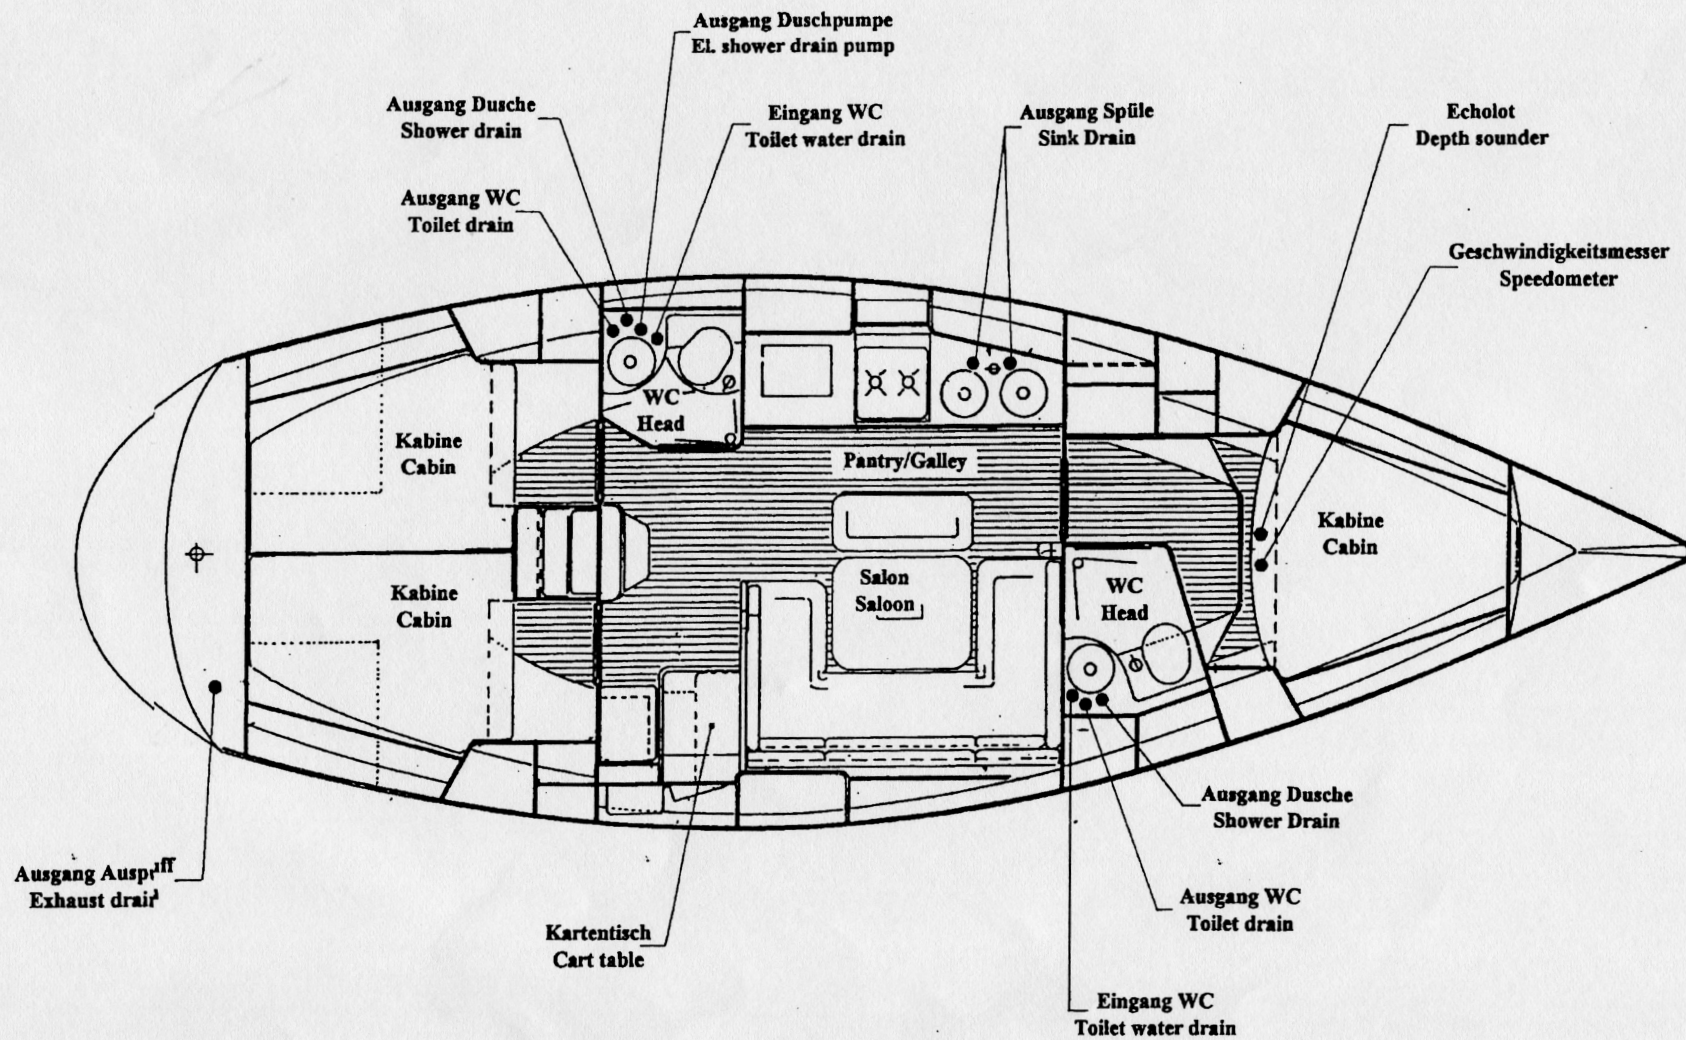 Ausgang Duschpumpe
El. shower drain pump
Ausgang Dusche
Shower drain
Eingang WC
Toilet water drain
Ausgang Spüle
Sink Drain
Echolot
Depth sounder
Ausgang WC
Toilet drain
Geschwindigkeitsmesser
Speedometer
WC
Head
Kabine
Cabin
Pantry/Galley
Kabine
Cabin
Salon
Saloon
WC
Head
Kabine
Cabin
Ausgang Dusche
Shower Drain
Ausgang Auspuff
Exhaust drain
Ausgang WC
Toilet drain
Kartentisch
Cart table
Eingang WC
Toilet water drain